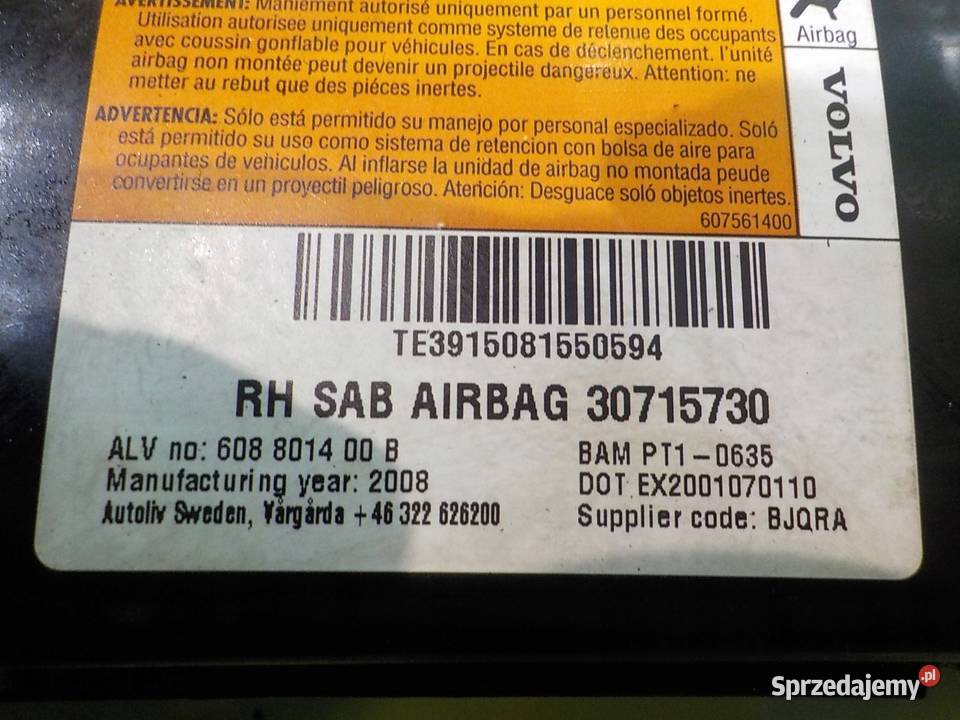 AVERTISSEMENT: Maniement autorisé uniquement par un personnel formé.
Utilisation autorisee uniquement comme systeme de retenue des occupants
avec coussin gonflable pour véhicules. En cas de déclenchement. l'unité
airbag non montée peut devenir un projectile dangereux. Attention: ne
metter au rebut que des piéces inertes.
ADVERTENCIA: Sólo está permitido su manejo por personal especializado. Soló
está permitido su uso como sistema de retencion con bolsa de aire para
ocupantes de vehiculos. Al inflarse la unidad de airbag no montada peude
convertirse en un proyectil peligroso. Aterición: Desguace soló objetos inertes.
607561400
Airbag
VOLVO
TE3915081550594
RH SAB AIRBAG 30715730
ALV no: 608 8014 00 B
Manufacturing year: 2008
Autoliv Sweden, Vårgårda +46 322 626200
BAM PT1-0635
DOT EX2001070110
Supplier code: BJQRA
Sprzedajemy.pl